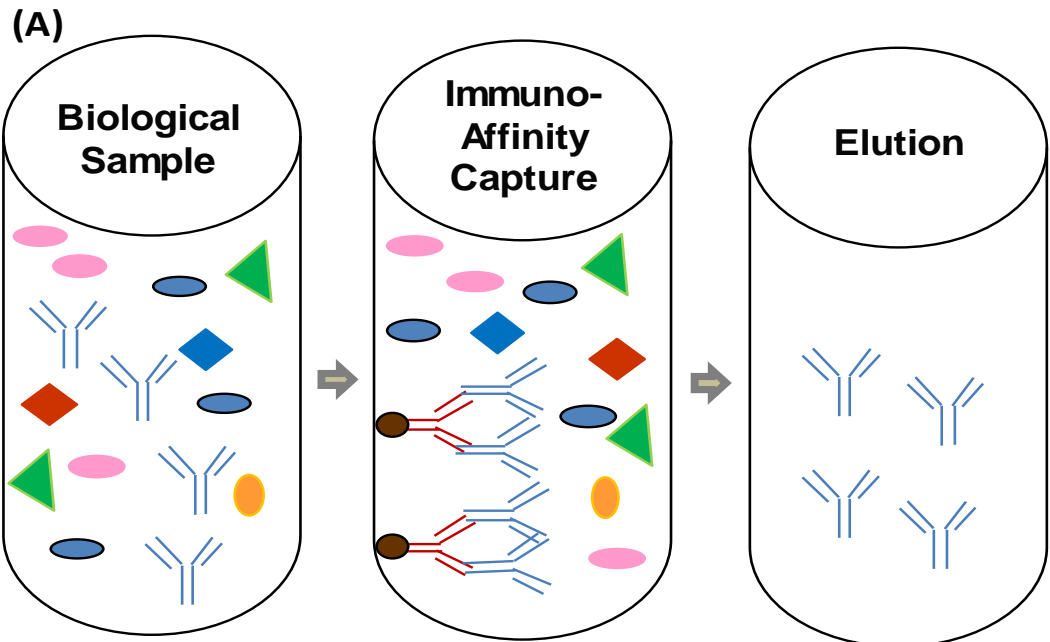 (A)
Biological
Sample
Immuno-
Affinity
Capture
Elution